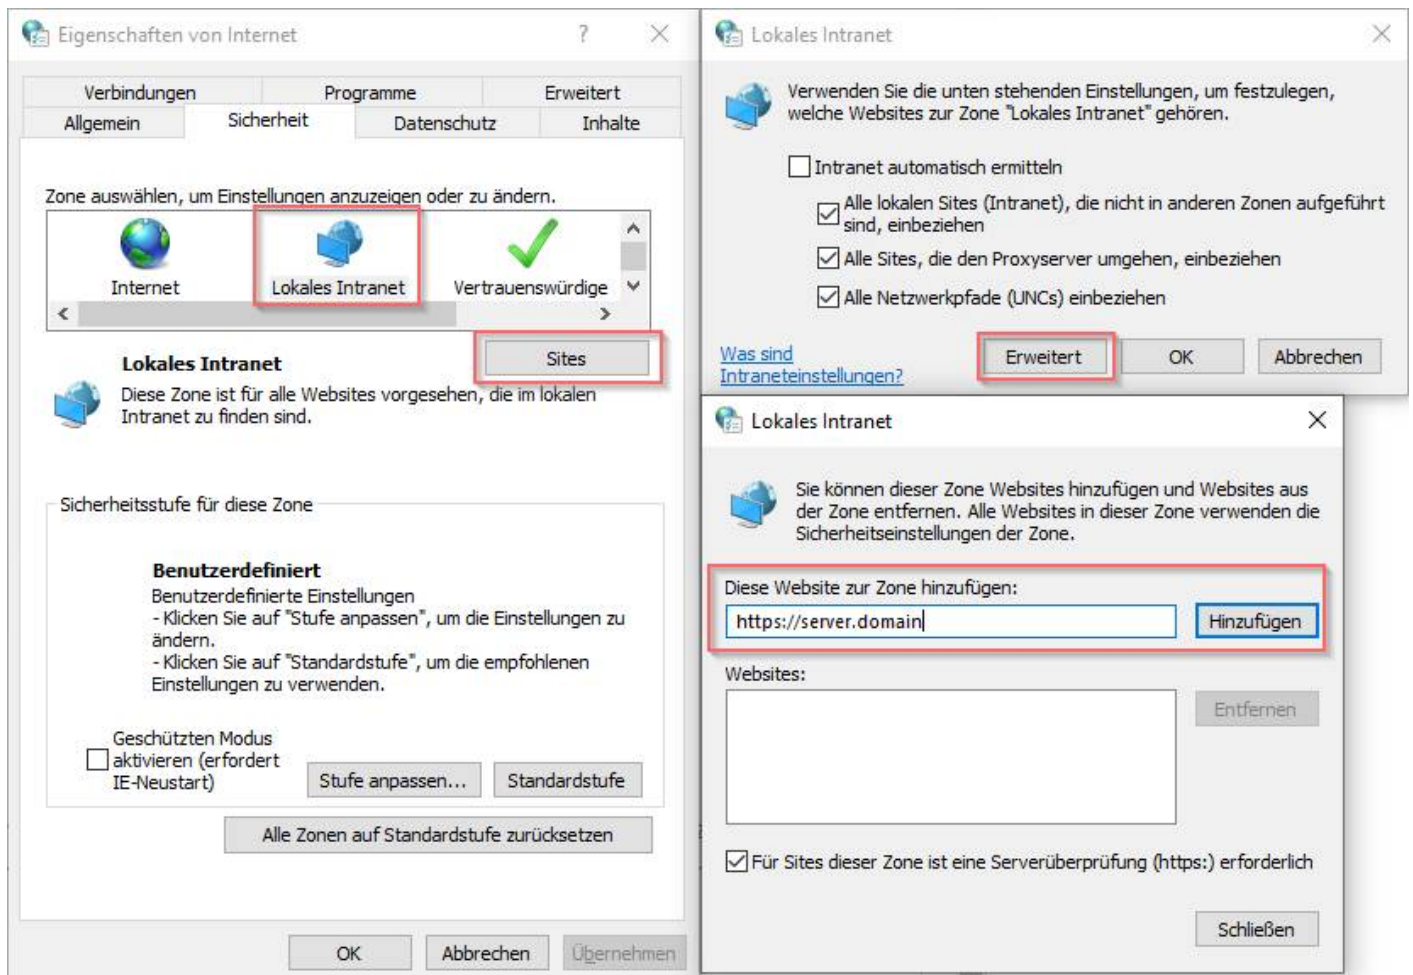 Eigenschaften von Internet
Verbindungen Programme Erweitert
Allgemein Sicherheit Datenschutz Inhalte
Zone auswählen, um Einstellungen anzuzeigen oder zu ändern.
Internet Lokales Intranet Vertrauenswürdige
Sites
Lokales Intranet
Diese Zone ist für alle Websites vorgesehen, die im lokalen
Intranet zu finden sind.
Sicherheitsstufe für diese Zone
Benutzerdefiniert
Benutzerdefinierte Einstellungen
- Klicken Sie auf "Stufe anpassen", um die Einstellungen zu
ändern.
- Klicken Sie auf "Standardstufe", um die empfohlenen
Einstellungen zu verwenden.
Geschützten Modus
aktivieren (erfordert
IE-Neustart)
Stufe anpassen... Standardstufe
Alle Zonen auf Standardstufe zurücksetzen
OK Abbrechen Übernehmen
Lokales Intranet
Verwenden Sie die unten stehenden Einstellungen, um festzulegen,
welche Websites zur Zone "Lokales Intranet" gehören.
Intranet automatisch ermitteln
Alle lokalen Sites (Intranet), die nicht in anderen Zonen aufgeführt
sind, einbeziehen
Alle Sites, die den Proxyserver umgehen, einbeziehen
Alle Netzwerkpfade (UNCs) einbeziehen
Was sind
Intraneteinstellungen?
Erweitert OK Abbrechen
Lokales Intranet
Sie können dieser Zone Websites hinzufügen und Websites aus
der Zone entfernen. Alle Websites in dieser Zone verwenden die
Sicherheitseinstellungen der Zone.
Diese Website zur Zone hinzufügen:
https://server.domain Hinzufügen
Websites:
Entfernen
Für Sites dieser Zone ist eine Serverüberprüfung (https:) erforderlich
Schließen